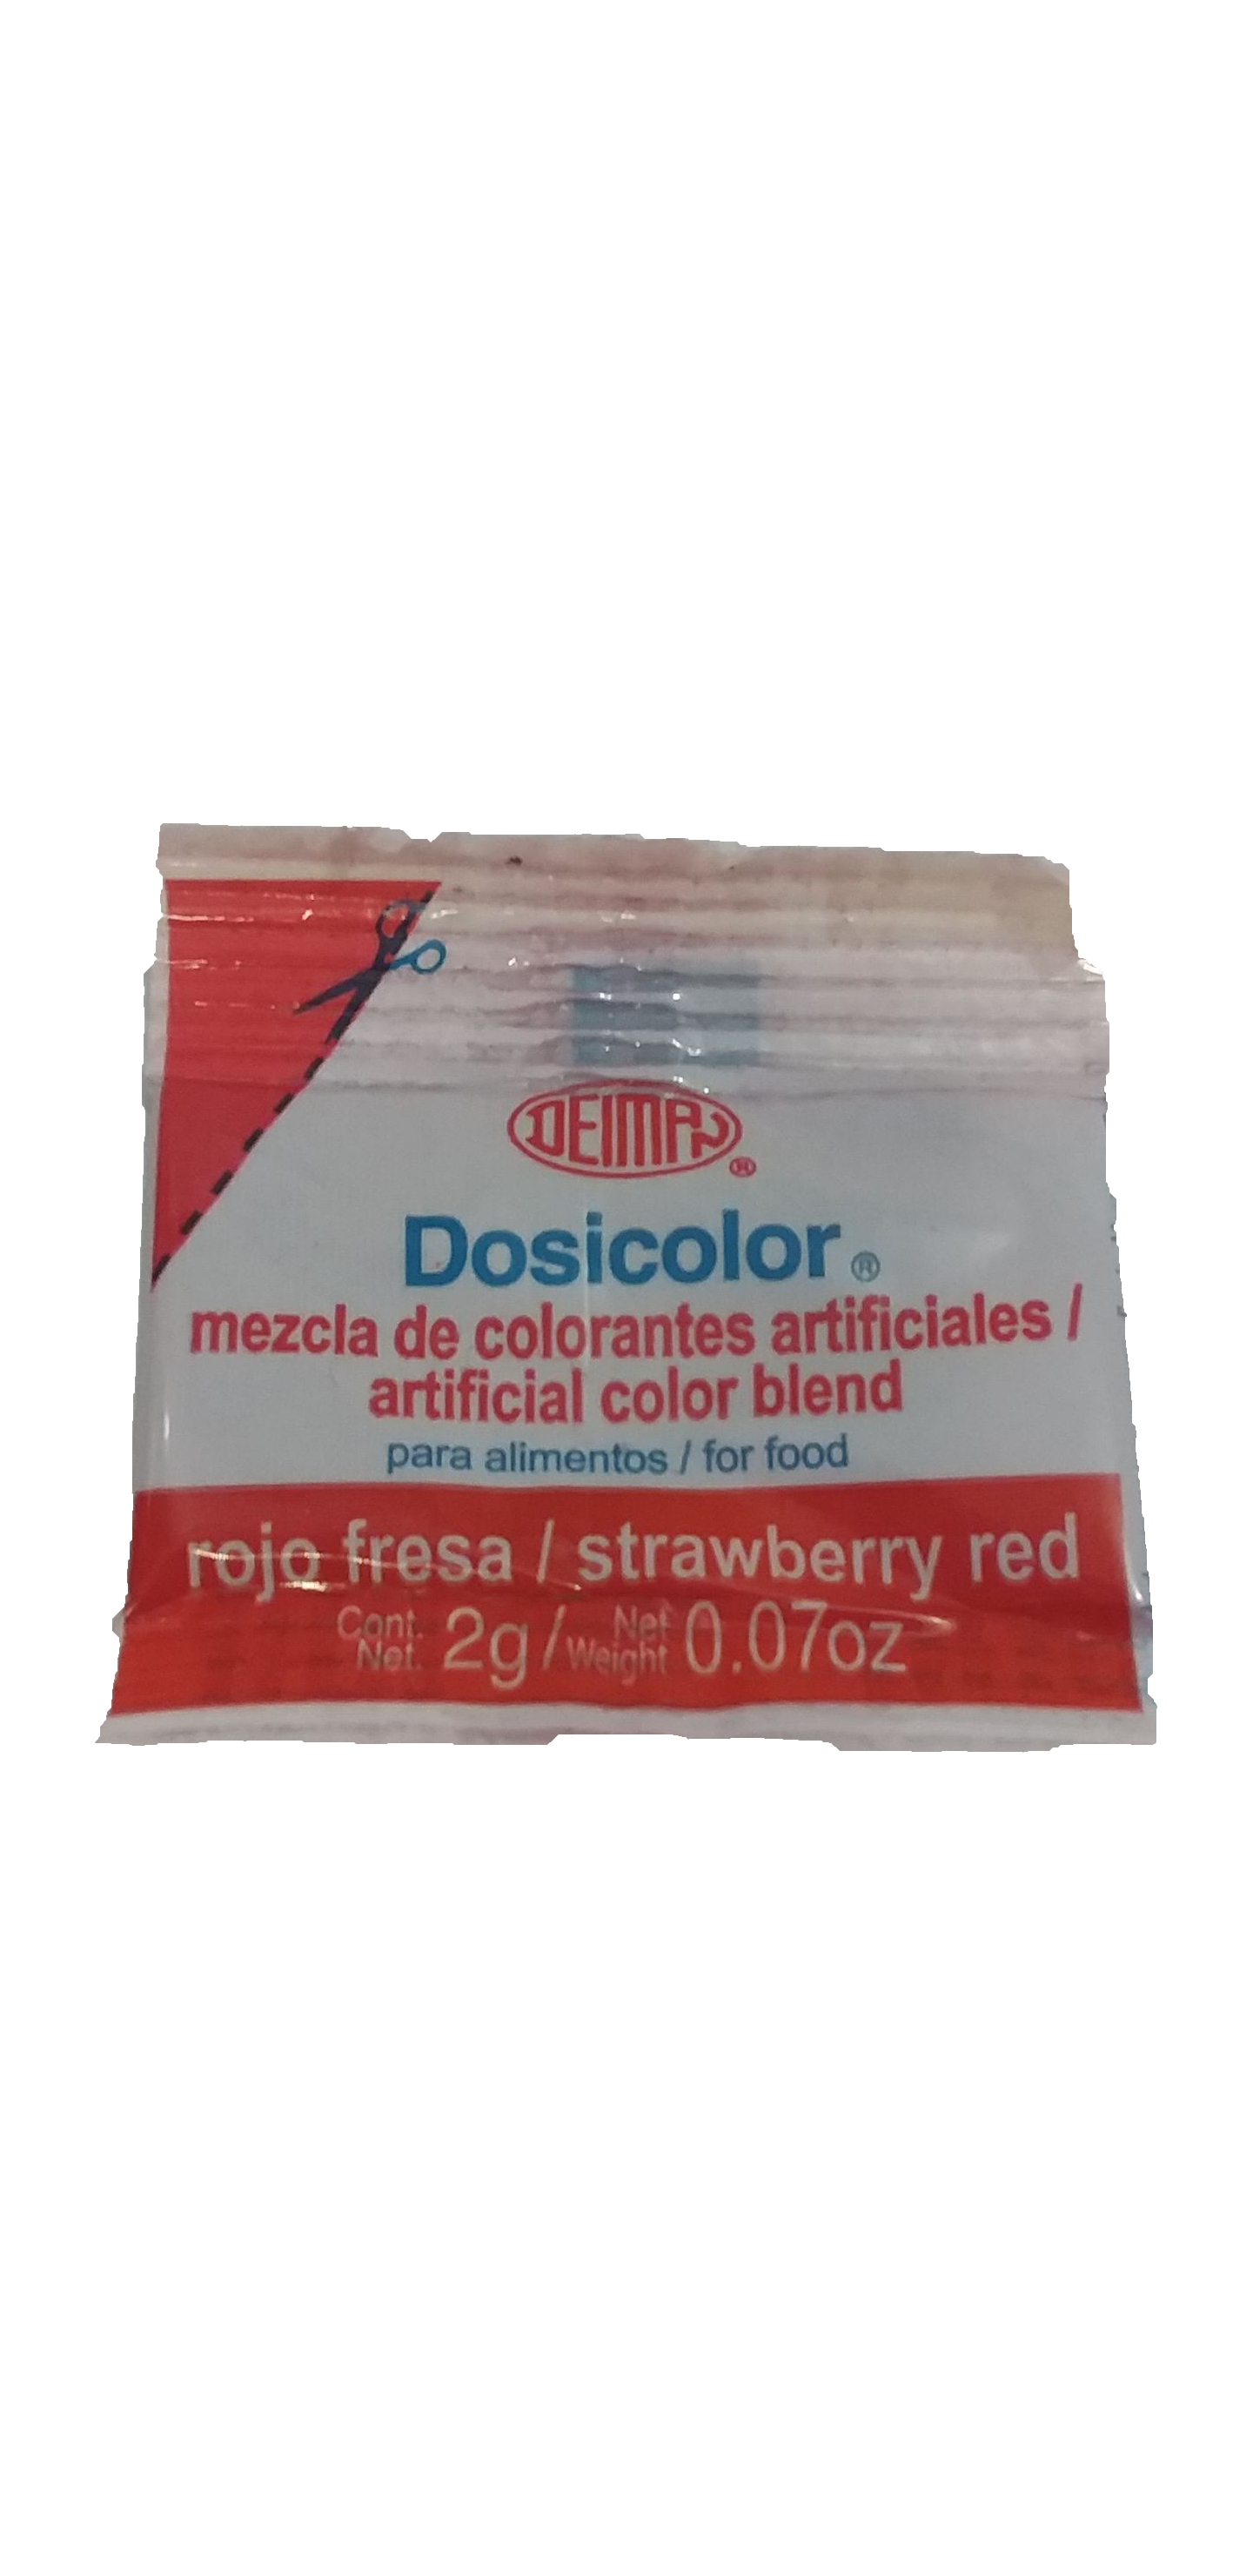 DEIMAN®
Dosicolor®
mezcla de colorantes artificiales /
artificial color blend
para alimentos / for food
rojo fresa / strawberry red
Cont. Net. 2g / Net Weight 0.07oz